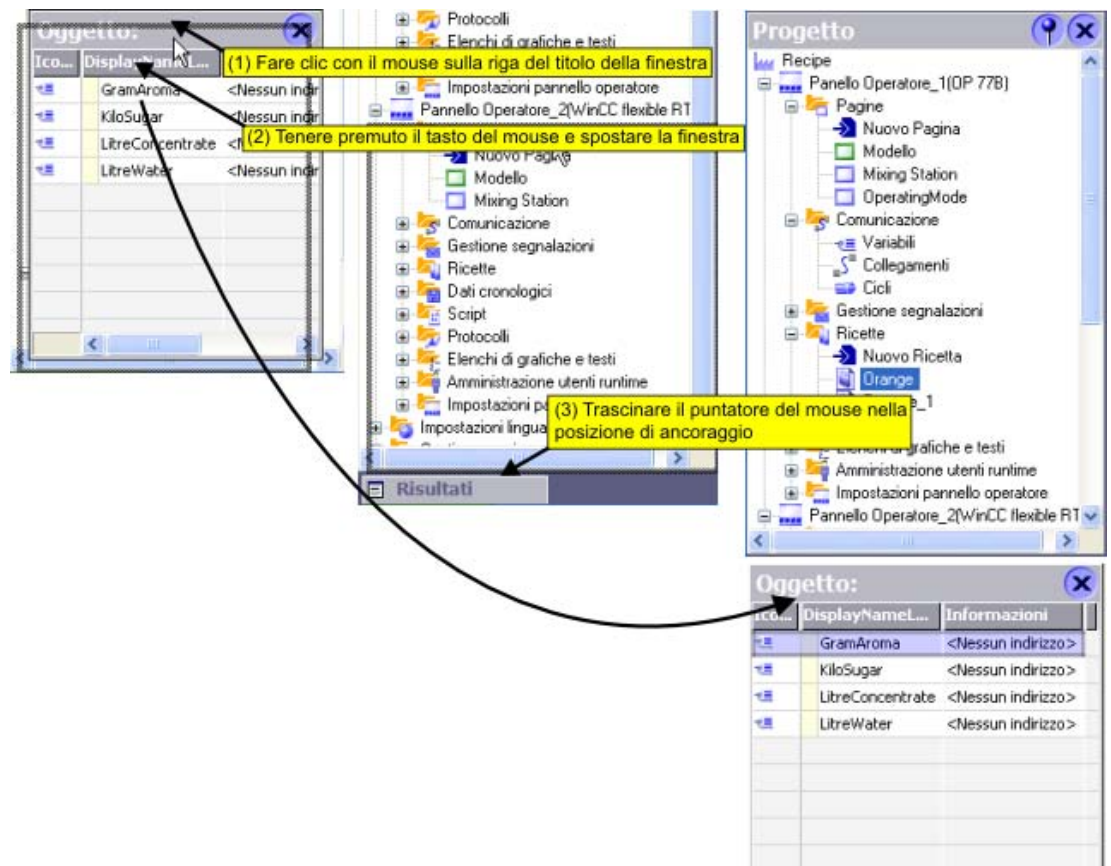 Oggetto:
Ico... DisplayNameL...
GramAroma <Nessun indir
KiloSugar <Nessun indir
LitreConcentrate
LitreWater <Nessun indir
(1) Fare clic con il mouse sulla riga del titolo della finestra
(2) Tenere premuto il tasto del mouse e spostare la finestra
Protocolli
Elenchi di grafiche e testi
Impostazioni pannello operatore
Pannello Operatore_2(WinCC flexible RT
Nuovo Pagina
Modello
Mixing Station
Comunicazione
Gestione segnalazioni
Ricette
Dati cronologici
Script
Protocolli
Elenchi di grafiche e testi
Amministrazione utenti runtime
Impostazioni
Impostazioni lingua
(3) Trascinare il puntatore del mouse nella
posizione di ancoraggio
Risultati
Progetto
Recipe
Panello Operatore_1(OP 77B)
Pagine
Nuovo Pagina
Modello
Mixing Station
OperatingMode
Comunicazione
Variabili
Collegamenti
Cicli
Gestione segnalazioni
Ricette
Nuovo Ricetta
Orange
_1
Elenchi di grafiche e testi
Amministrazione utenti runtime
Impostazioni pannello operatore
Pannello Operatore_2(WinCC flexible RT
Oggetto:
Ico... DisplayNameL... Informazioni
GramAroma <Nessun indirizzo>
KiloSugar <Nessun indirizzo>
LitreConcentrate <Nessun indirizzo>
LitreWater <Nessun indirizzo>